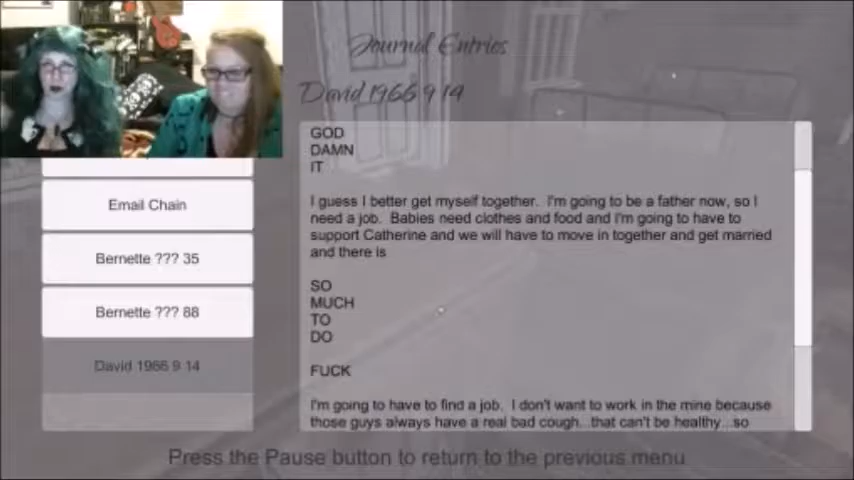 Journal Entries
David 1966 9 14
GOD
DAMN
IT
I guess I better get myself together. I'm going to be a father now, so I
need a job. Babies need clothes and food and I'm going to have to
support Catherine and we will have to move in together and get married
and there is
SO
MUCH
TO
DO
FUCK
I'm going to have to find a job. I don't want to work in the mine because
those guys always have a real bad cough...that can't be healthy...so
Email Chain
Bernette ??? 35
Bernette ??? 88
David 1966 9 14
Press the Pause button to return to the previous menu